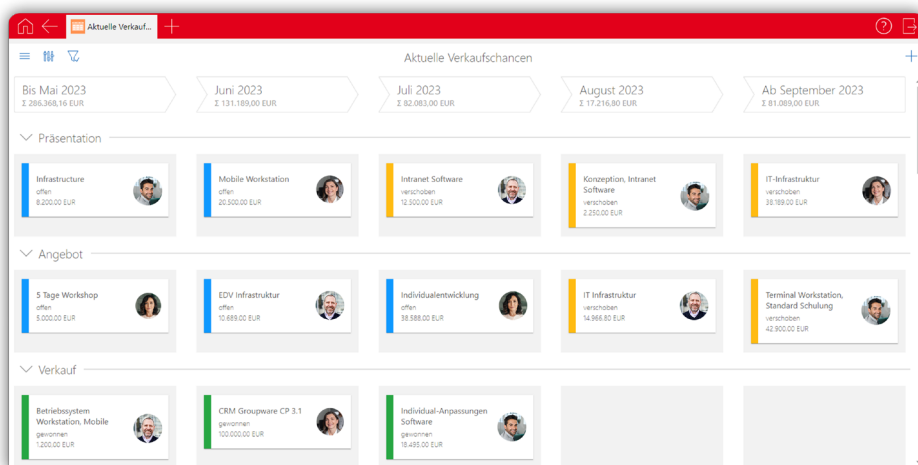 Aktuelle Verkauf...
Aktuelle Verkaufschancen
Bis Mai 2023
Σ 286.368,16 EUR
Juni 2023
Σ 131.189,00 EUR
Juli 2023
Σ 82.083,00 EUR
August 2023
Σ 17.216,80 EUR
Ab September 2023
Σ 81.089,00 EUR
Präsentation
Infrastructure
offen
8.200.00 EUR
Mobile Workstation
offen
20.500.00 EUR
Intranet Software
verschoben
12.500.00 EUR
Konzeption, Intranet
Software
verschoben
2.250.00 EUR
IT-Infrastruktur
verschoben
38.189.00 EUR
Angebot
5 Tage Workshop
offen
5.000.00 EUR
EDV Infrastruktur
offen
10.689.00 EUR
Individualentwicklung
offen
38.588.00 EUR
IT Infrastruktur
verschoben
14.966.80 EUR
Terminal Workstation,
Standard Schulung
verschoben
42.900.00 EUR
Verkauf
Betriebssystem
Workstation, Mobile
gewonnen
1.200.00 EUR
CRM Groupware CP 3.1
gewonnen
100.000.00 EUR
Individual-Anpassungen
Software
gewonnen
18.495.00 EUR